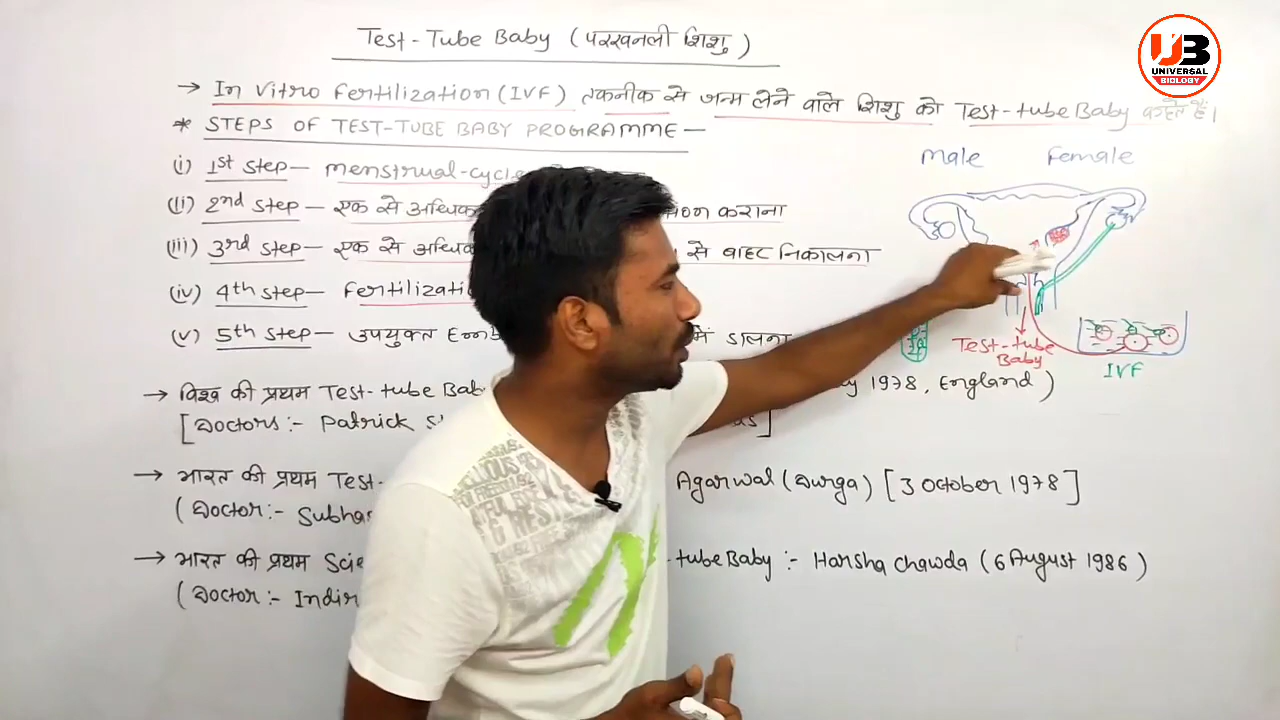 Test-Tube Baby (परखनली शिशु)
UB
UNIVERSAL
BIOLOGY
→ In Vitro Fertilization (IVF) तकनीक से जन्म लेने वाले शिशु को Test-tube Baby कहते हैं।
* STEPS OF TEST-TUBE BABY PROGRAMME—
Male Female
(i) 1st step— menstrual-cycle
(ii) 2nd step— एक से अधिक कराना
(iii) 3rd step— एक से अधिक से बाहर निकालना
(iv) 4th step— Fertilizati
(v) 5th step— उपयुक्त में डालना
Test-tube
Baby
IVF
→ विश्व की प्रथम Test-tube Baby 1978, England)
[Doctors:- Patrick
→ भारत की प्रथम Test- Agarwal (Durga) [3 October 1978]
(Doctor:- Subha
→ भारत की प्रथम Scie -tube Baby :- Harsha Chawda (6 August 1986)
(Doctor:- Indir